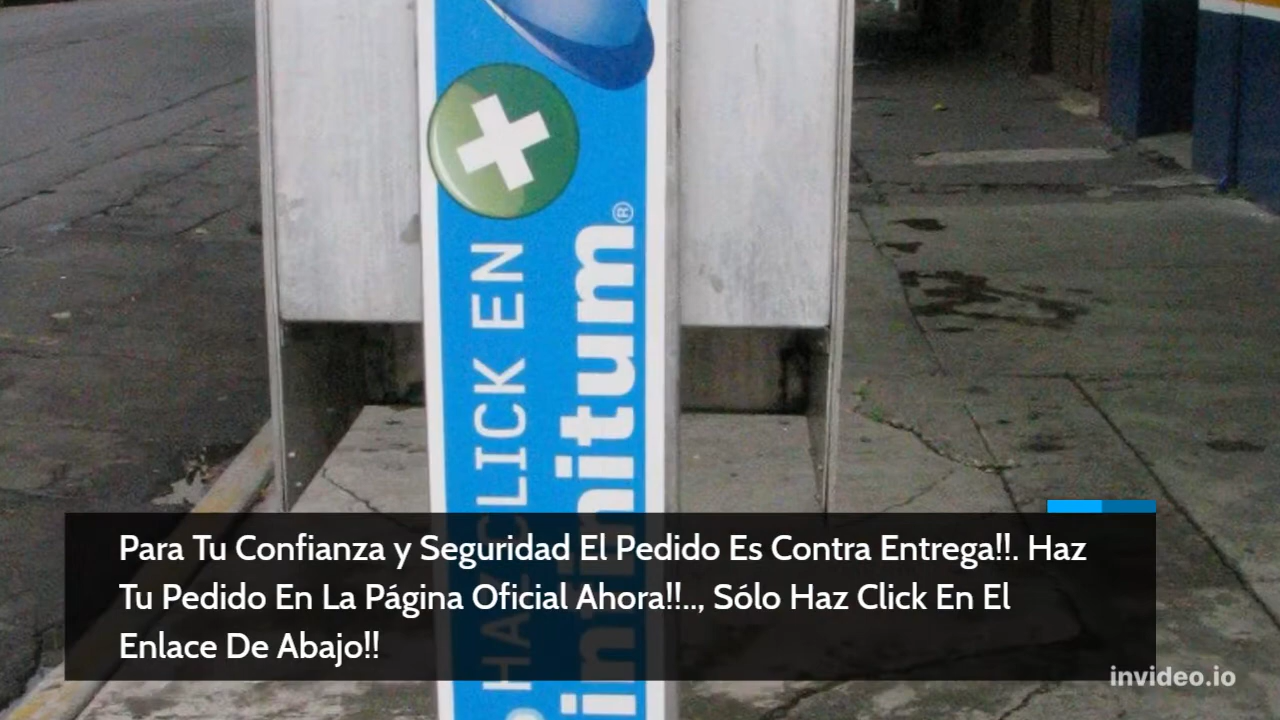 HAZ CLICK EN
infinitum®
Para Tu Confianza y Seguridad El Pedido Es Contra Entrega!!. Haz
Tu Pedido En La Página Oficial Ahora!!.., Sólo Haz Click En El
Enlace De Abajo!!
invideo.io